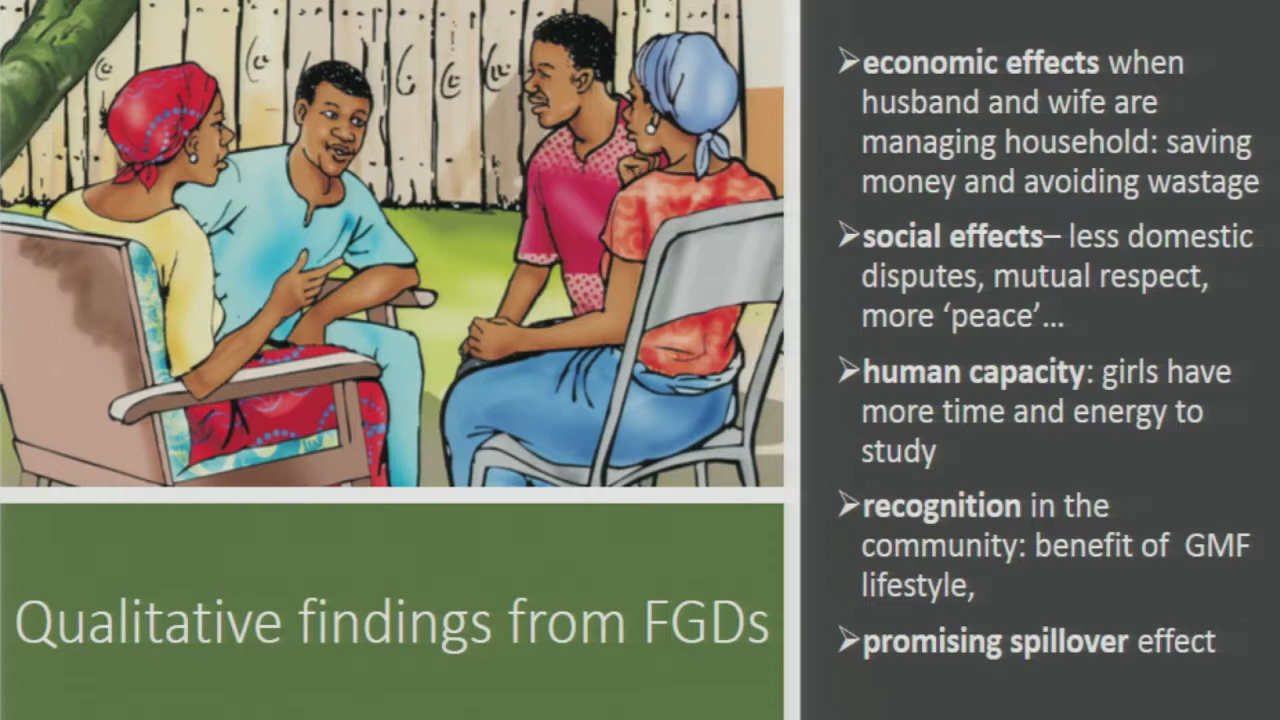 ➢economic effects when
husband and wife are
managing household: saving
money and avoiding wastage
➢social effects– less domestic
disputes, mutual respect,
more ‘peace’...
➢human capacity: girls have
more time and energy to
study
➢recognition in the
community: benefit of GMF
lifestyle,
➢promising spillover effect
Qualitative findings from FGDs